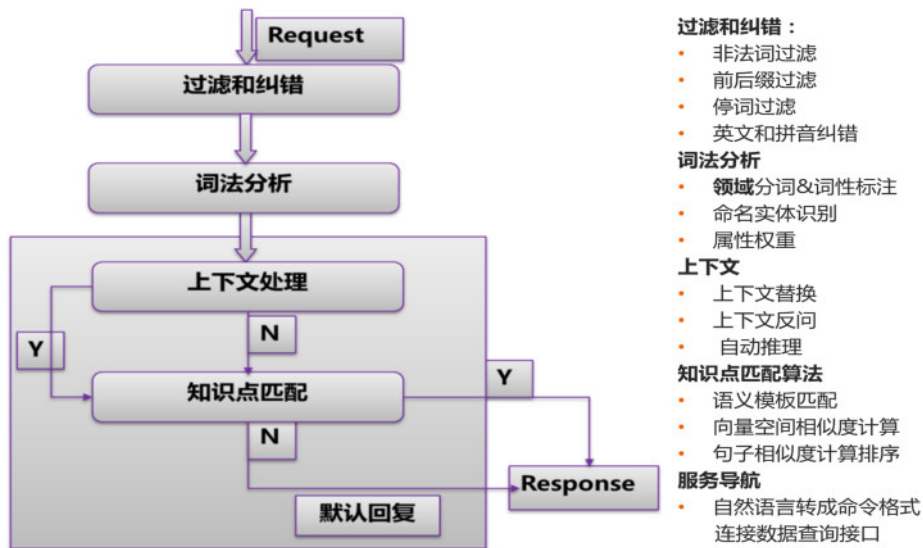 Request
过滤和纠错
词法分析
上下文处理
Y
N
知识点匹配
Y
N
Response
默认回复
过滤和纠错：
• 非法词过滤
• 前后缀过滤
• 停词过滤
• 英文和拼音纠错
词法分析
• 领域分词&词性标注
• 命名实体识别
• 属性权重
上下文
• 上下文替换
• 上下文反问
• 自动推理
知识点匹配算法
• 语义模板匹配
• 向量空间相似度计算
• 句子相似度计算排序
服务导航
• 自然语言转成命令格式
连接数据查询接口